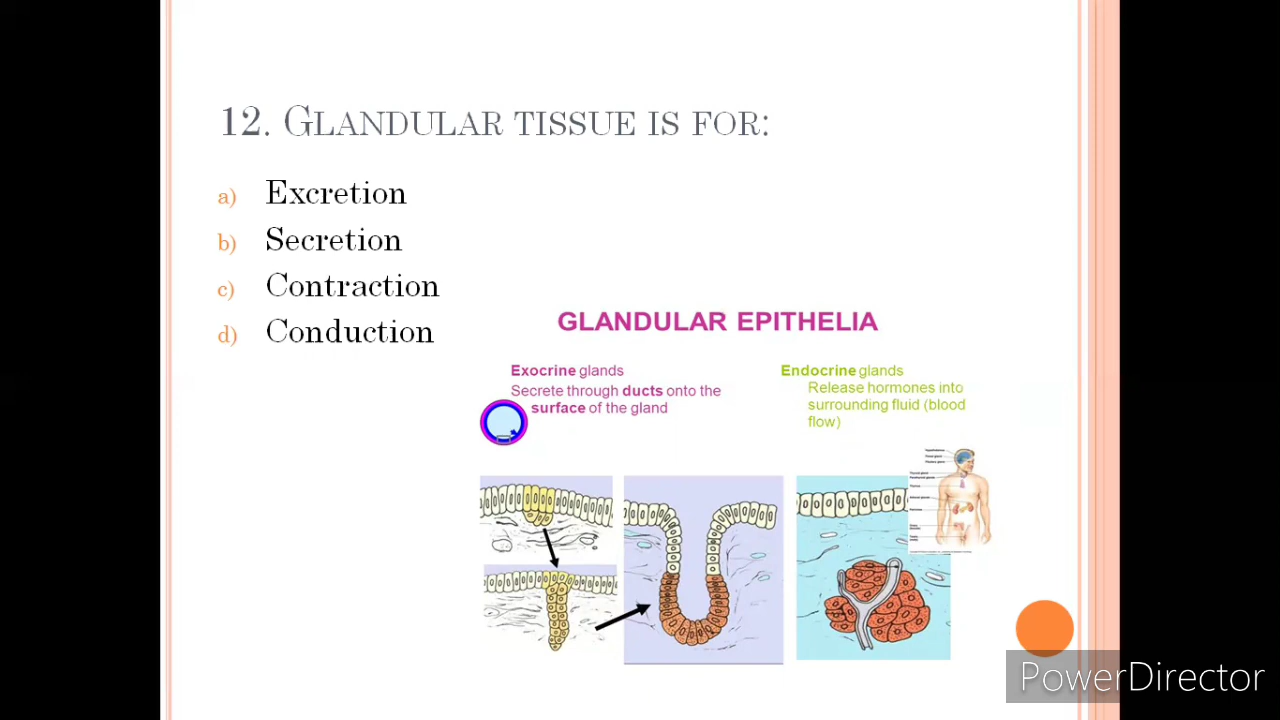 12. GLANDULAR TISSUE IS FOR:
a) Excretion
b) Secretion
c) Contraction
d) Conduction
GLANDULAR EPITHELIA
Exocrine glands
Secrete through ducts onto the
surface of the gland
Endocrine glands
Release hormones into
surrounding fluid (blood
flow)
PowerDirector